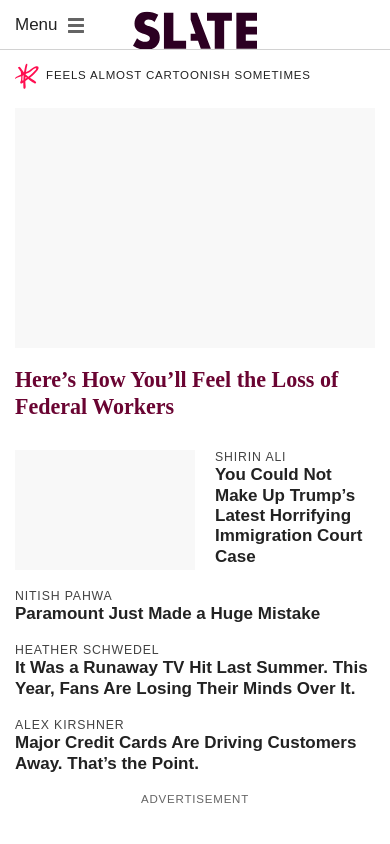 Menu
SLATE
FEELS ALMOST CARTOONISH SOMETIMES
Here’s How You’ll Feel the Loss of
Federal Workers
SHIRIN ALI
You Could Not
Make Up Trump’s
Latest Horrifying
Immigration Court
Case
NITISH PAHWA
Paramount Just Made a Huge Mistake
HEATHER SCHWEDEL
It Was a Runaway TV Hit Last Summer. This
Year, Fans Are Losing Their Minds Over It.
ALEX KIRSHNER
Major Credit Cards Are Driving Customers
Away. That’s the Point.
ADVERTISEMENT